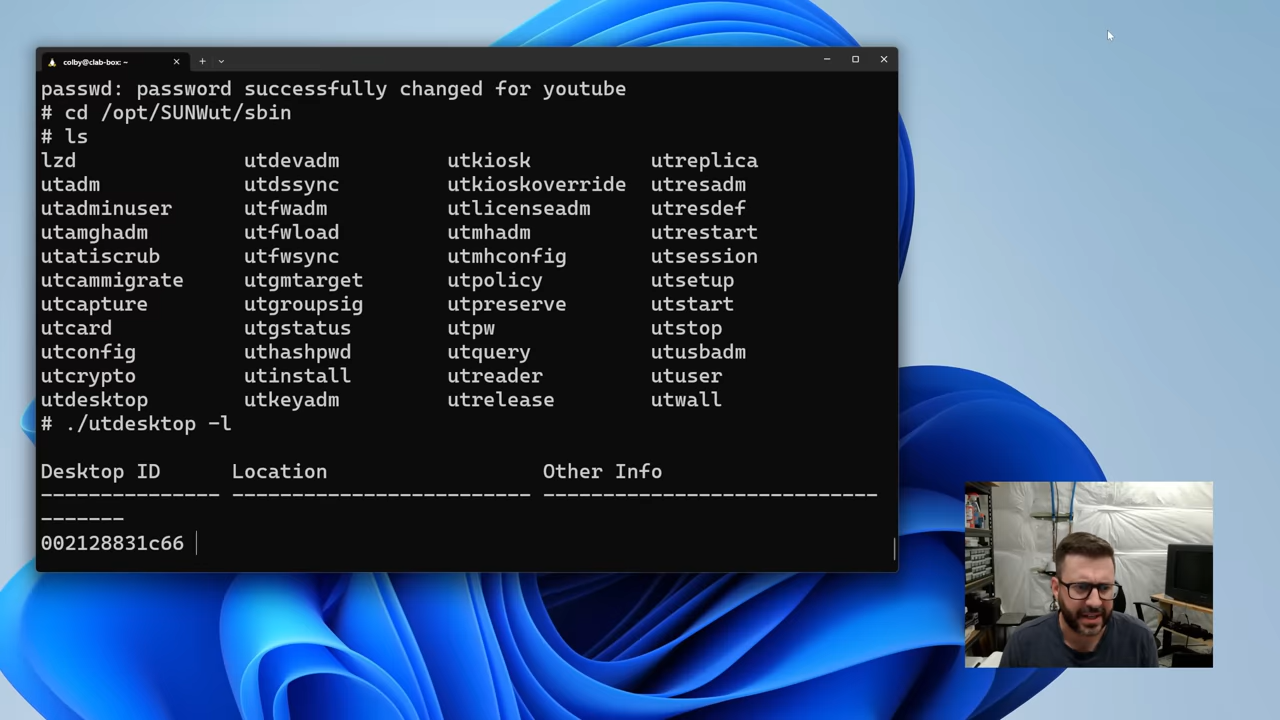 colby@clab-box: ~
passwd: password successfully changed for youtube
# cd /opt/SUNWut/sbin
# ls
lzd utdevadm utkiosk utreplica
utadm utdssync utkioskoverride utresadm
utadminuser utfwadm utlicenseadm utresdef
utamghadm utfwload utmhadm utrestart
utatiscrub utfwsync utmhconfig utsession
utcammigrate utgmtarget utpolicy utsetup
utcapture utgroupsig utpreserve utstart
utcard utgstatus utpw utstop
utconfig uthashpwd utquery utusbadm
utcrypto utinstall utreader utuser
utdesktop utkeyadm utrelease utwall
# ./utdesktop -l
Desktop ID Location Other Info
--------------- ------------------------- ----------------------------
-------
002128831c66